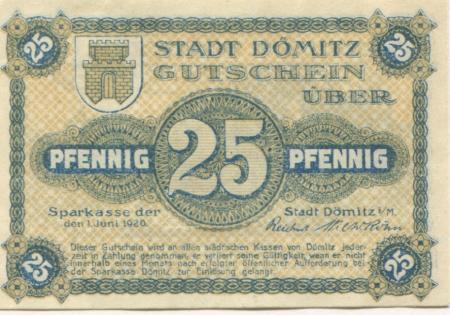 25 STADT DÖMITZ 25
GUTSCHEIN
ÜBER
PFENNIG 25 PFENNIG
Sparkasse der Stadt Dömitz i/M.
den 1. Juni 1920.
Dieser Gutschein wird an allen städtischen Kassen von Dömitz jeder-
zeit in Zahlung genommen, er verliert seine Gültigkeit, wenn er nicht
innerhalb eines Monats nach erfolgter öffentlicher Aufforderung bei
der Sparkasse Dömitz zur Einlösung gelangt.
25 25